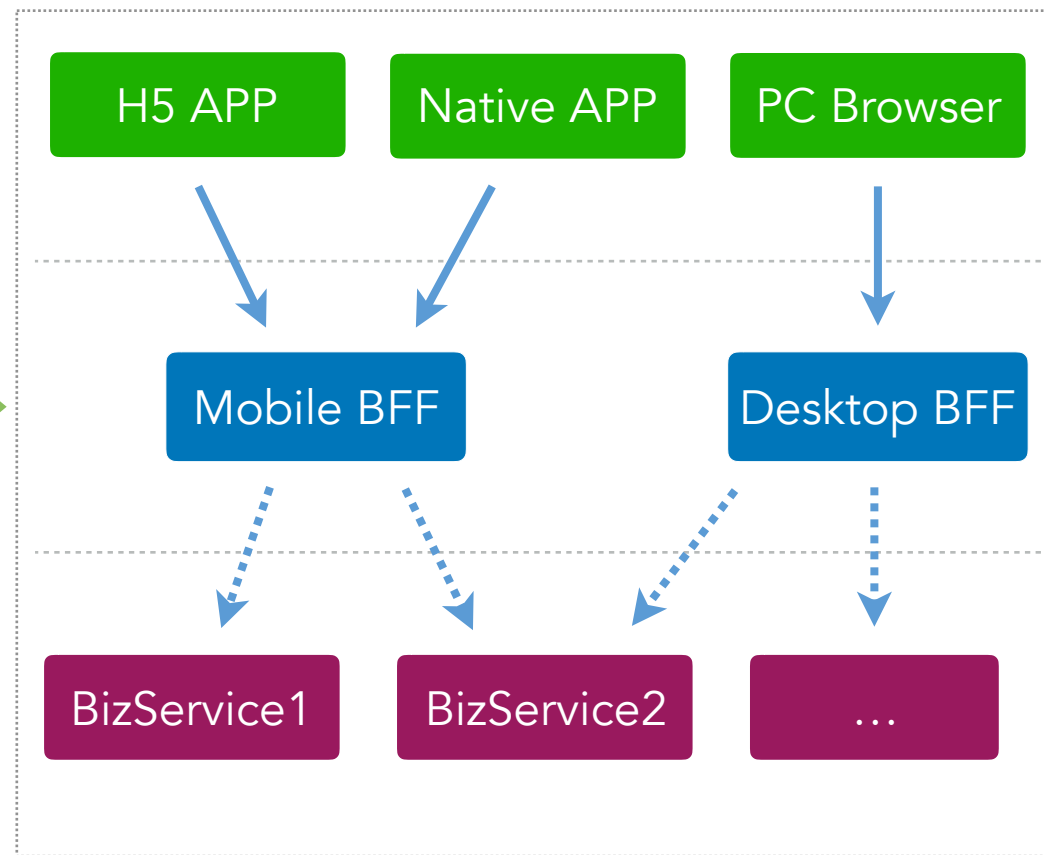 H5 APP
Native APP
PC Browser
Mobile BFF
Desktop BFF
BizService1
BizService2
…